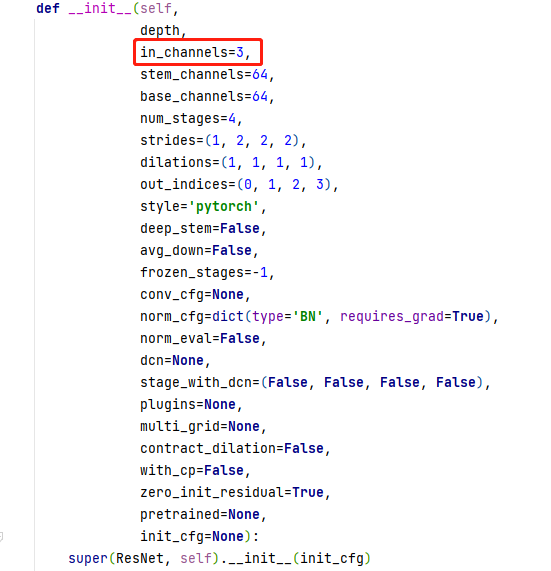 def __init__(self,
depth,
in_channels=3,
stem_channels=64,
base_channels=64,
num_stages=4,
strides=(1, 2, 2, 2),
dilations=(1, 1, 1, 1),
out_indices=(0, 1, 2, 3),
style='pytorch',
deep_stem=False,
avg_down=False,
frozen_stages=-1,
conv_cfg=None,
norm_cfg=dict(type='BN', requires_grad=True),
norm_eval=False,
dcn=None,
stage_with_dcn=(False, False, False, False),
plugins=None,
multi_grid=None,
contract_dilation=False,
with_cp=False,
zero_init_residual=True,
pretrained=None,
init_cfg=None):
super(ResNet, self).__init__(init_cfg)